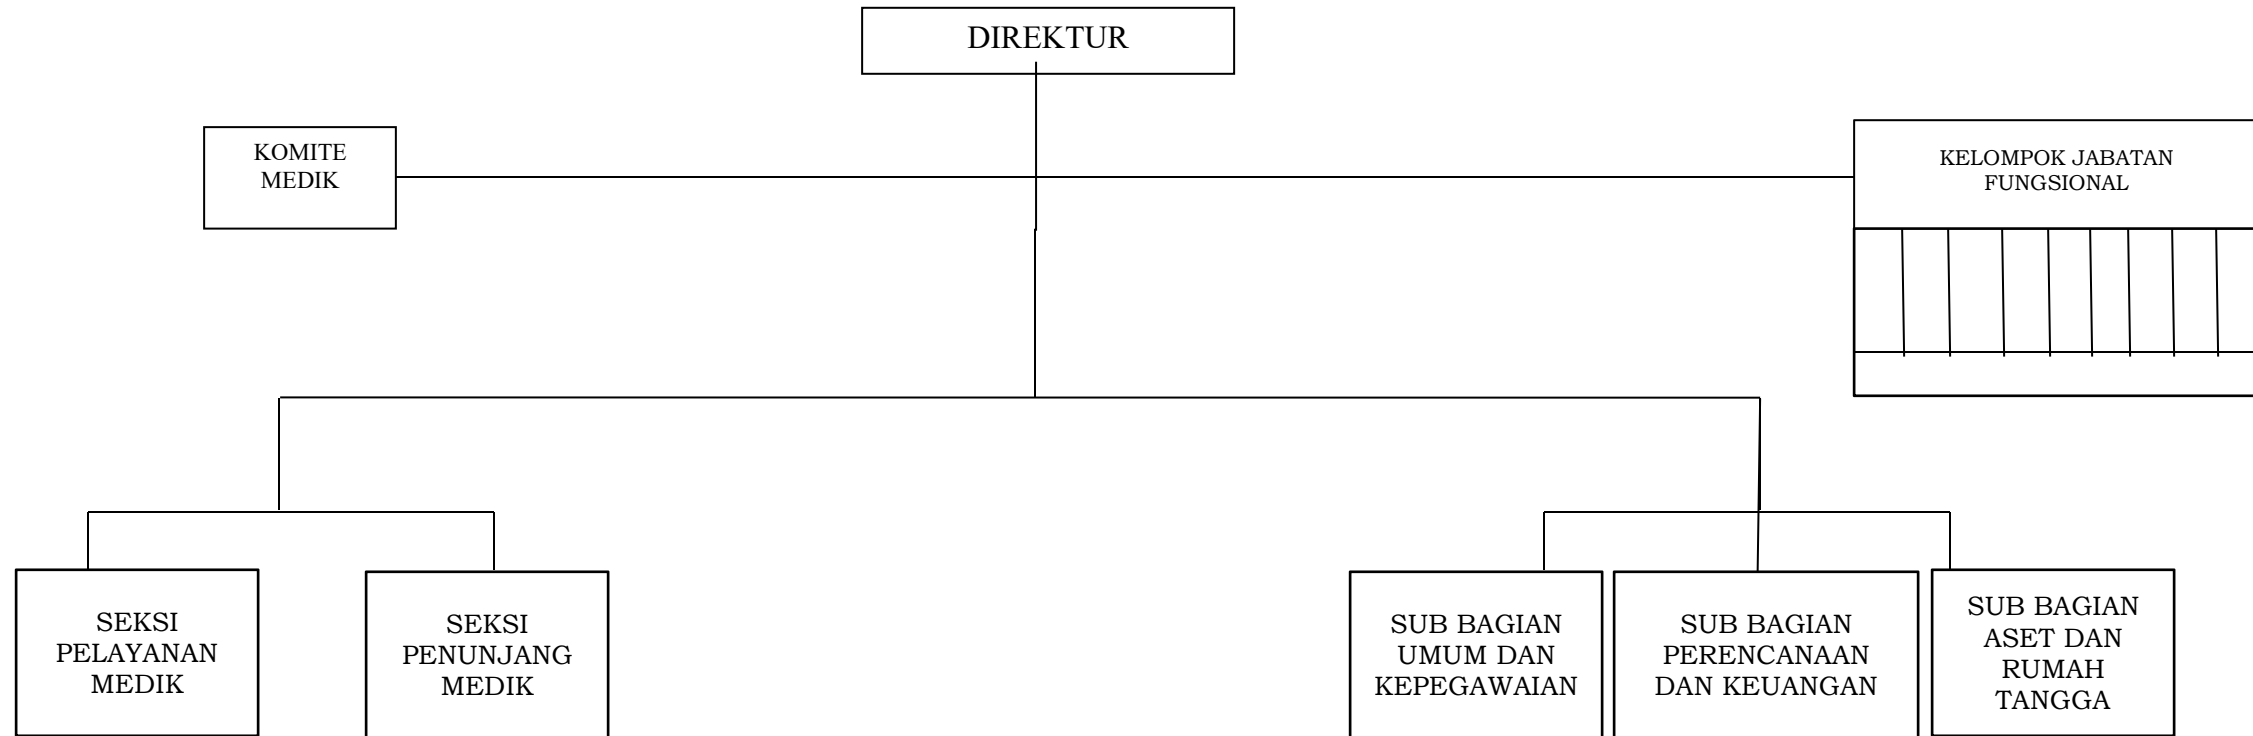 DIREKTUR
KOMITE
MEDIK
KELOMPOK JABATAN
FUNGSIONAL
SEKSI
PELAYANAN
MEDIK
SEKSI
PENUNJANG
MEDIK
SUB BAGIAN
UMUM DAN
KEPEGAWAIAN
SUB BAGIAN
PERENCANAAN
DAN KEUANGAN
SUB BAGIAN
ASET DAN
RUMAH
TANGGA